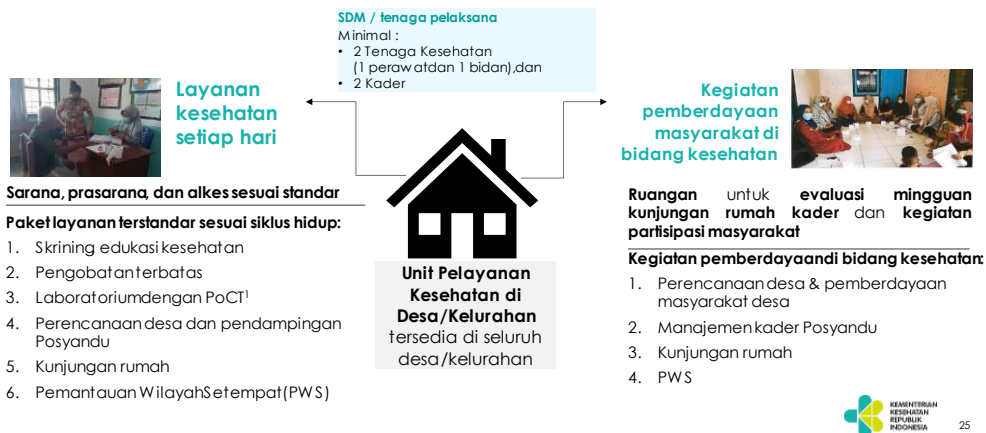 SDM / tenaga pelaksana
Minimal :
• 2 Tenaga Kesehatan
(1 perawatdan 1 bidan),dan
• 2 Kader
Layanan
kesehatan
setiap hari
Sarana, prasarana, dan alkes sesuai standar
Paket layanan terstandar sesuai siklus hidup:
1. Skrining edukasi kesehatan
2. Pengobatan terbatas
3. Laboratorium dengan PoCT¹
4. Perencanaan desa dan pendampingan
Posyandu
5. Kunjungan rumah
6. Pemantauan Wilayah Setempat (PWS)
Unit Pelayanan
Kesehatan di
Desa/Kelurahan
tersedia di seluruh
desa/kelurahan
Kegiatan
pemberdayaan
masyarakat di
bidang kesehatan
Ruangan untuk evaluasi mingguan
kunjungan rumah kader dan kegiatan
partisipasi masyarakat
Kegiatan pemberdayaandi bidang kesehatan:
1. Perencanaan desa & pemberdayaan
masyarakat desa
2. Manajemen kader Posyandu
3. Kunjungan rumah
4. PWS
KEMENTERIAN
KESEHATAN
REPUBLIK
INDONESIA
25